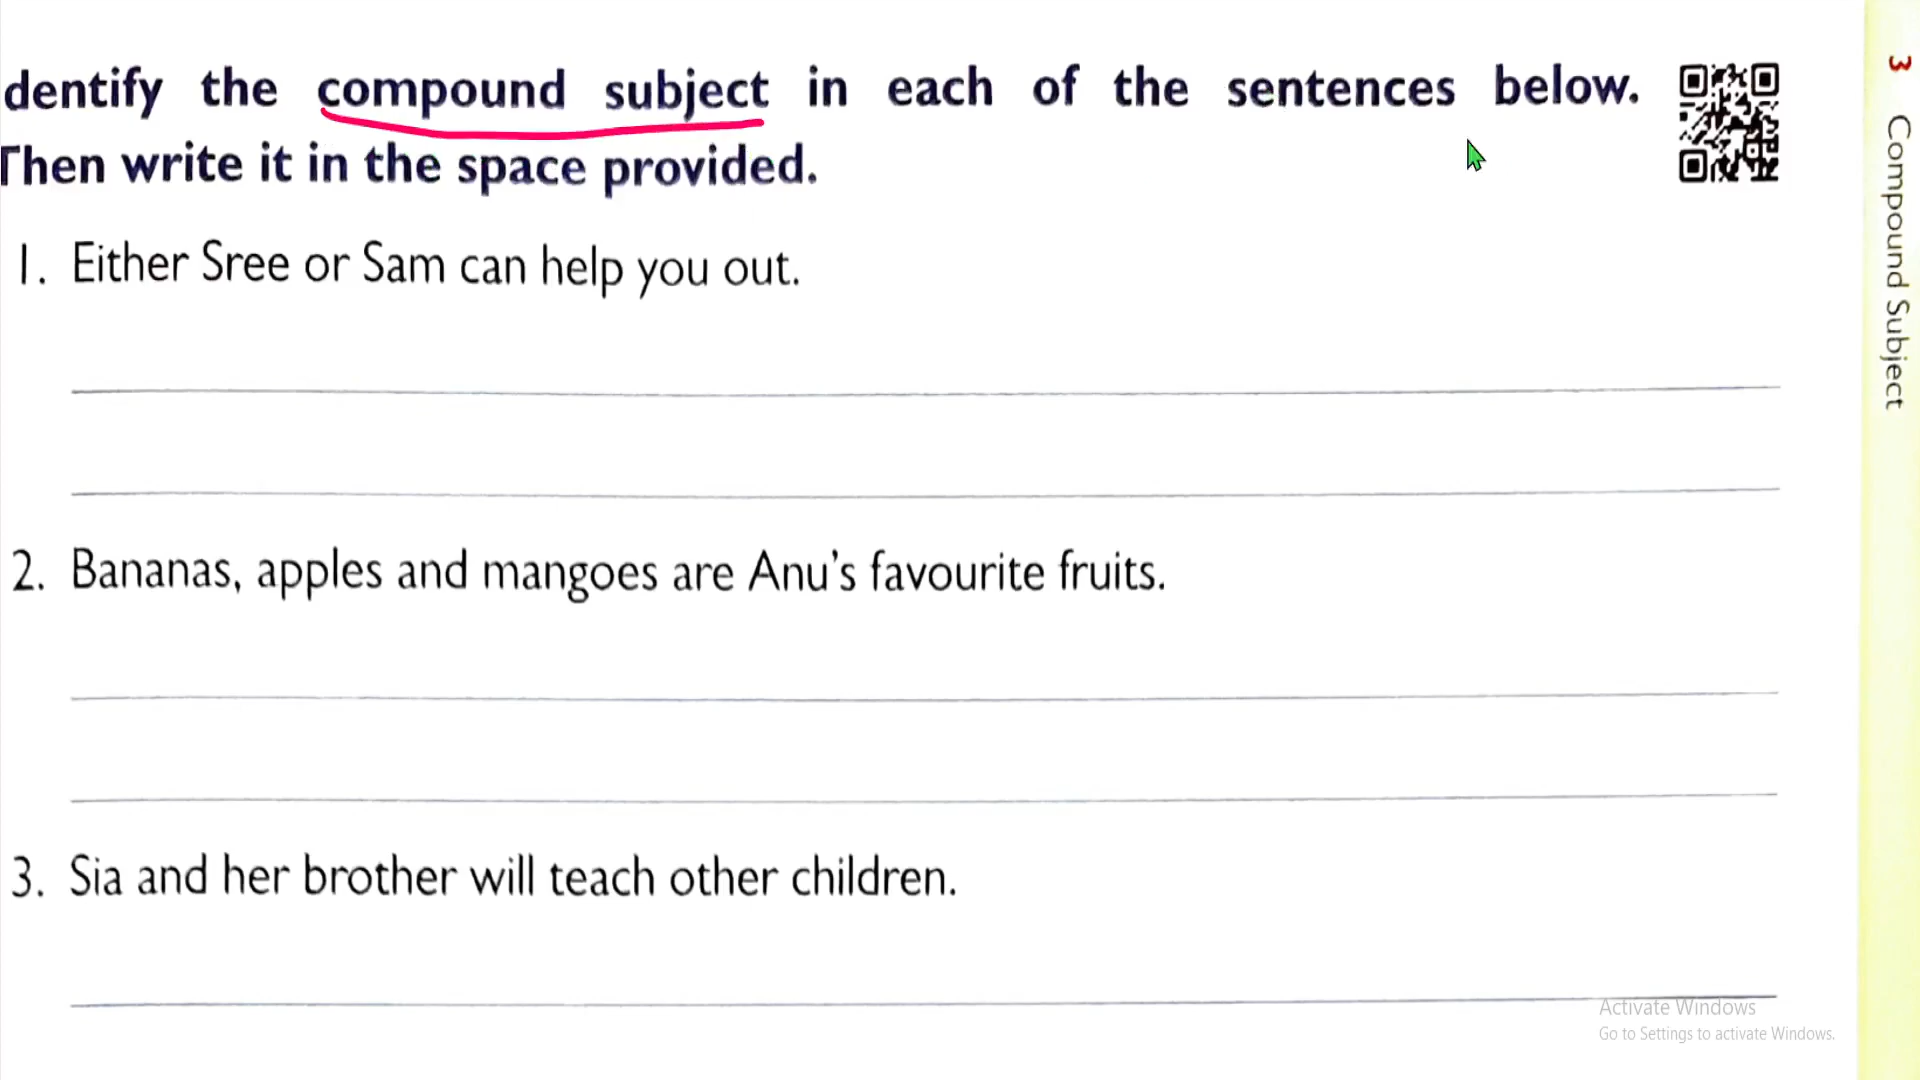 dentify the compound subject in each of the sentences below.
Then write it in the space provided.
1. Either Sree or Sam can help you out.
2. Bananas, apples and mangoes are Anu's favourite fruits.
3. Sia and her brother will teach other children.
3 Compound Subject
Activate Windows
Go to Settings to activate Windows.